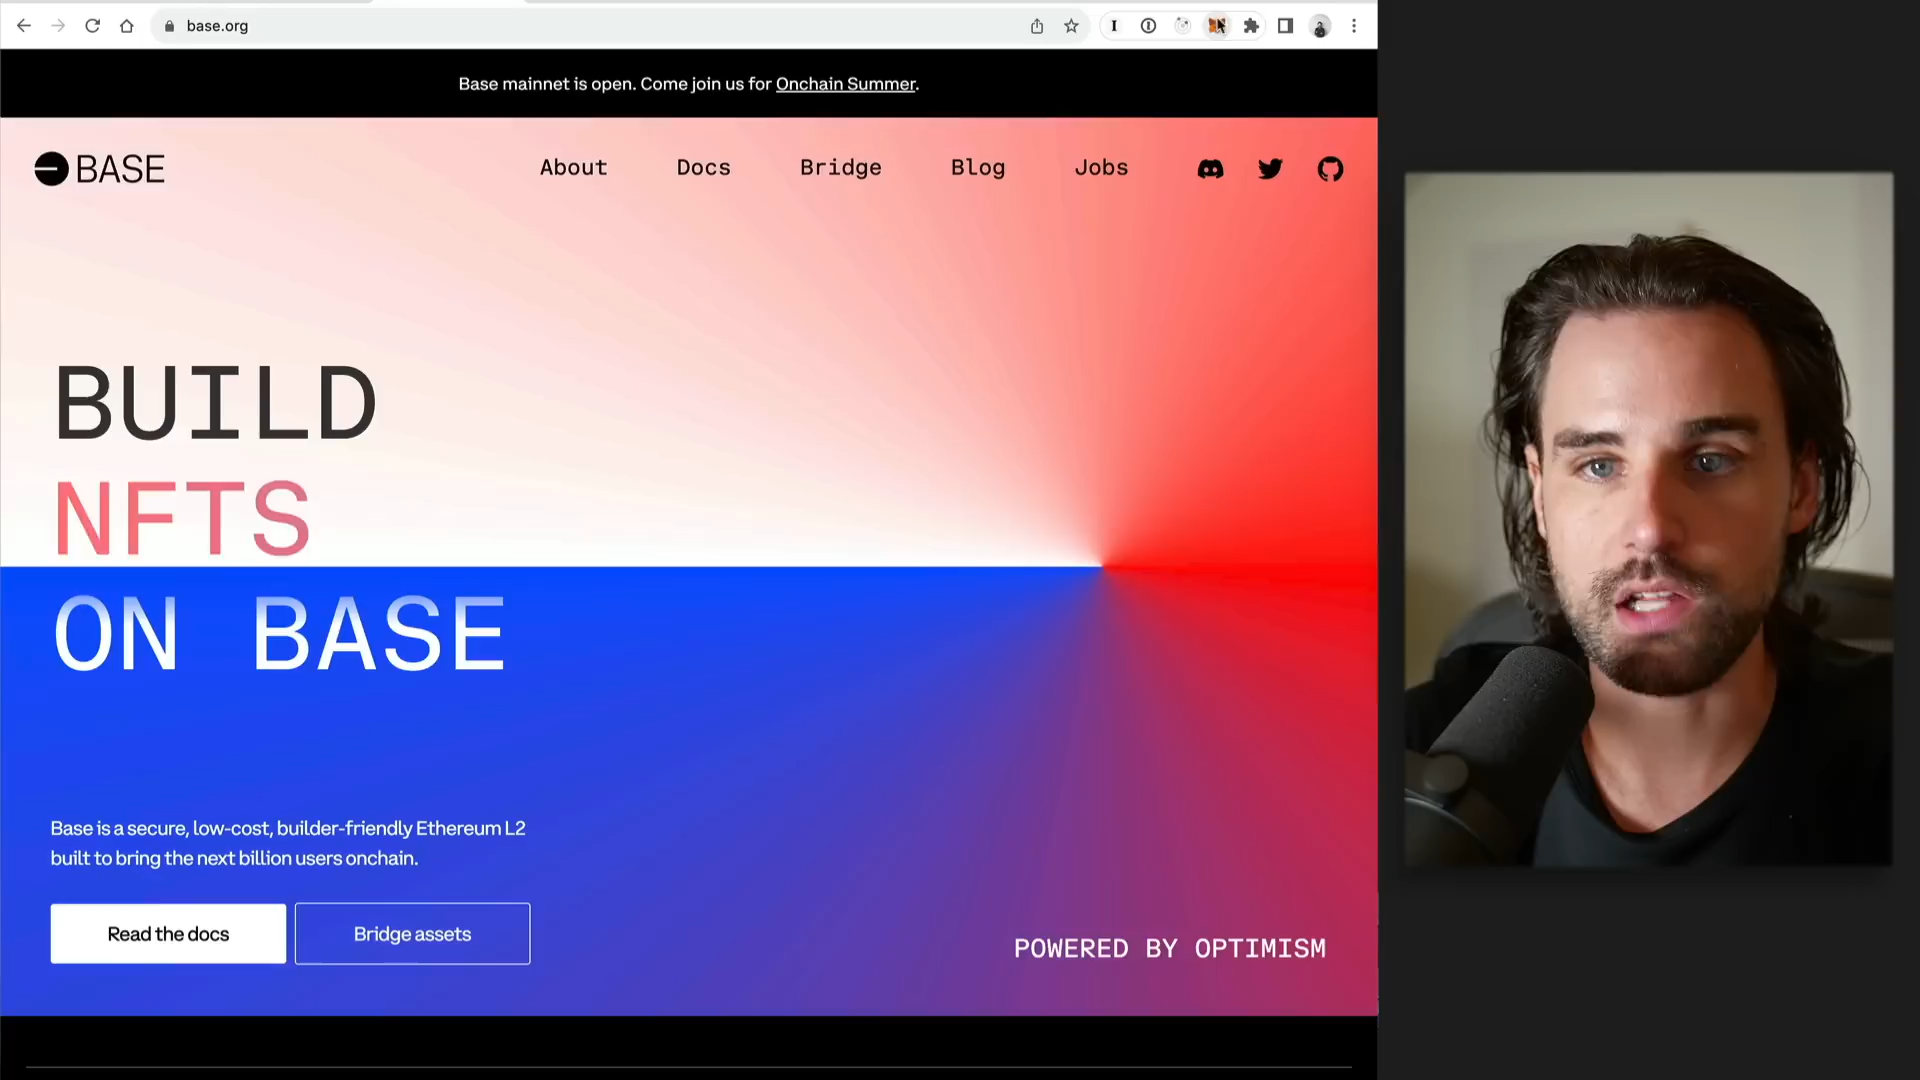 base.org
Base mainnet is open. Come join us for Onchain Summer.
BASE
About
Docs
Bridge
Blog
Jobs
BUILD
NFTS
ON BASE
Base is a secure, low-cost, builder-friendly Ethereum L2
built to bring the next billion users onchain.
Read the docs
Bridge assets
POWERED BY OPTIMISM